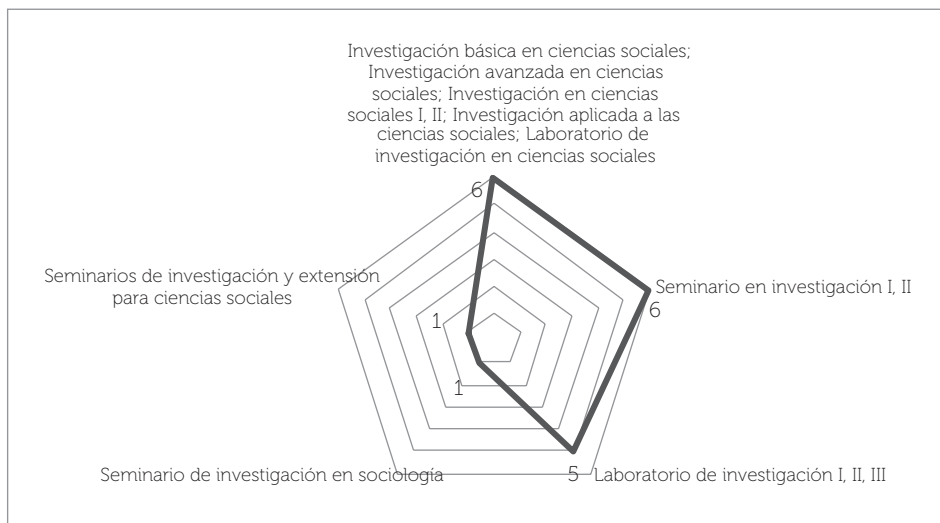 Investigación básica en ciencias sociales;
Investigación avanzada en ciencias
sociales; Investigación en ciencias
sociales I, II; Investigación aplicada a las
ciencias sociales; Laboratorio de
investigación en ciencias sociales
6
Seminarios de investigación y extensión
para ciencias sociales
Seminario en investigación I, II
6
1
1
Seminario de investigación en sociología
5
Laboratorio de investigación I, II, III